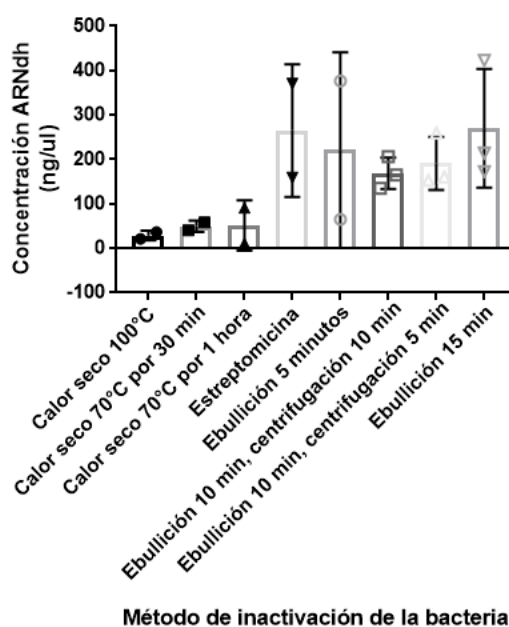 Concentración ARNdh
(ng/ul)
500
400
300
200
100
0
-100
Calor seco 100°C
Calor seco 70°C por 30 min
Calor seco 70°C por 1 hora
Estreptomicina
Ebullición 5 minutos
Ebullición 10 min, centrifugación 10 min
Ebullición 10 min, centrifugación 5 min
Ebullición 15 min
Método de inactivación de la bacteria